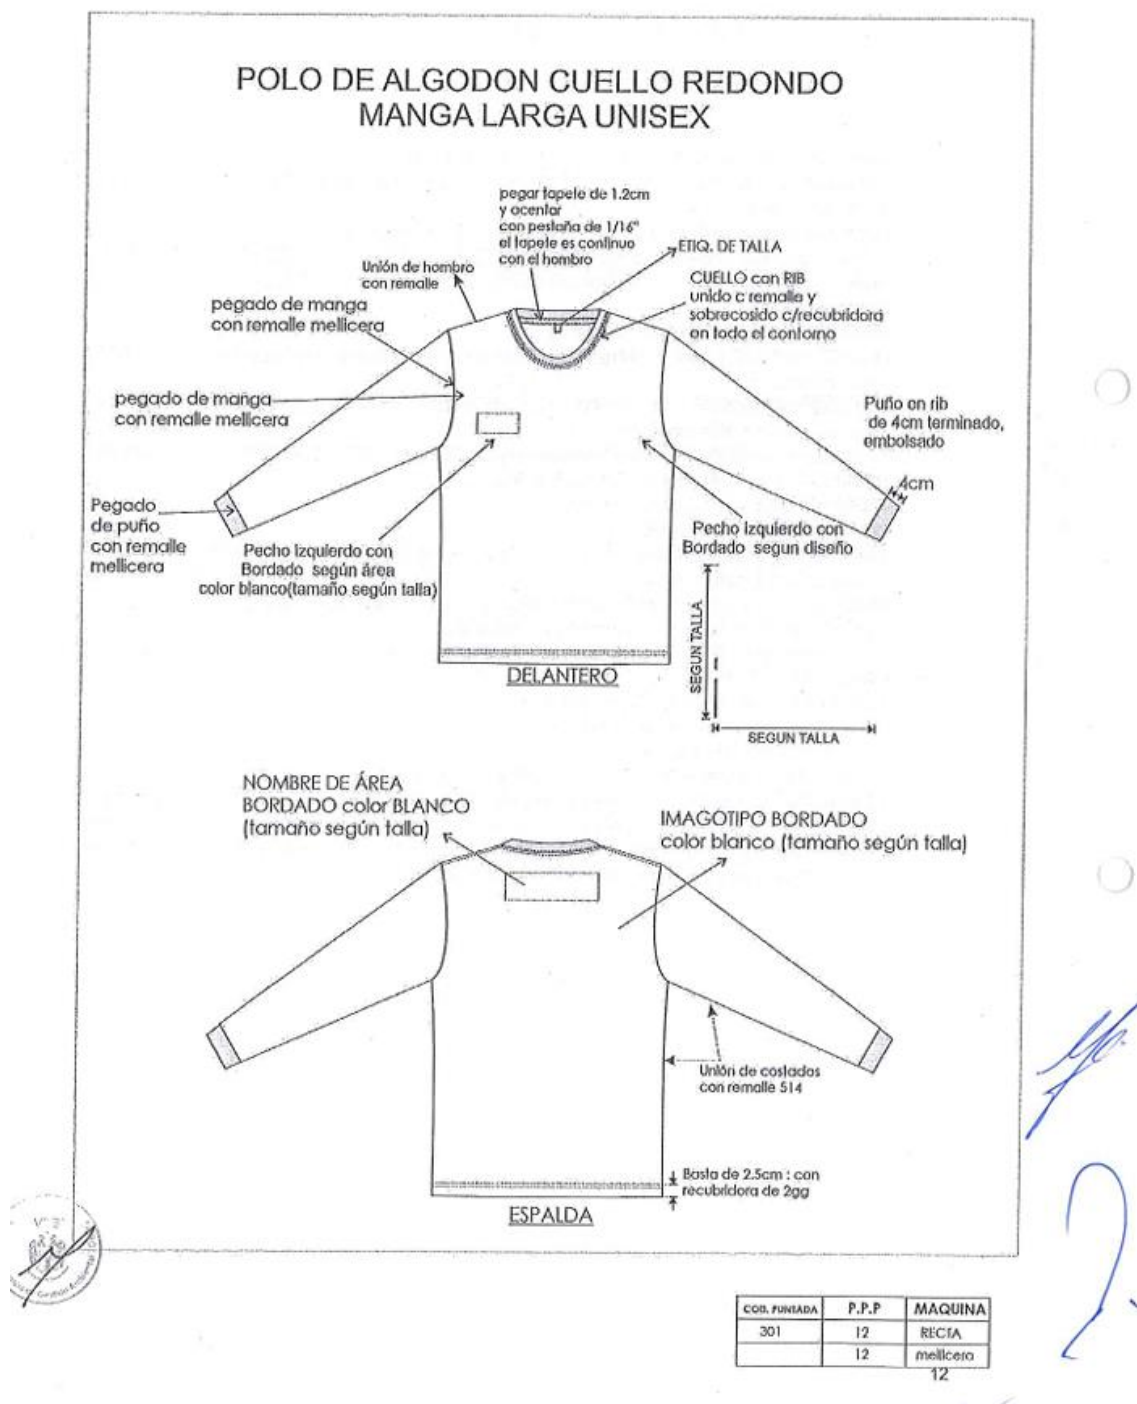 POLO DE ALGODON CUELLO REDONDO
MANGA LARGA UNISEX
pegar tapete de 1.2cm
y acentar
con pestaña de 1/16"
el tapete es continuo
con el hombro
ETIQ. DE TALLA
Unión de hombro
con remalle
CUELLO con RIB
unido c remalle y
sobrecosido c/recubridora
en todo el contorno
pegado de manga
con remalle mellicera
pegado de manga
con remalle mellicera
Puño en rib
de 4cm terminado,
embolsado
4cm
Pegado
de puño
con remalle
mellicera
Pecho Izquierdo con
Bordado según área
color blanco(tamaño según talla)
Pecho Izquierdo con
Bordado segun diseño
SEGUN TALLA
DELANTERO
SEGUN TALLA
NOMBRE DE ÁREA
BORDADO color BLANCO
(tamaño según talla)
IMAGOTIPO BORDADO
color blanco (tamaño según talla)
Unión de costados
con remalle 514
Basta de 2.5cm : con
recubridora de 2gg
ESPALDA
COD. PUNTADA P.P.P MAQUINA
301 12 RECTA
12 mellicera
12